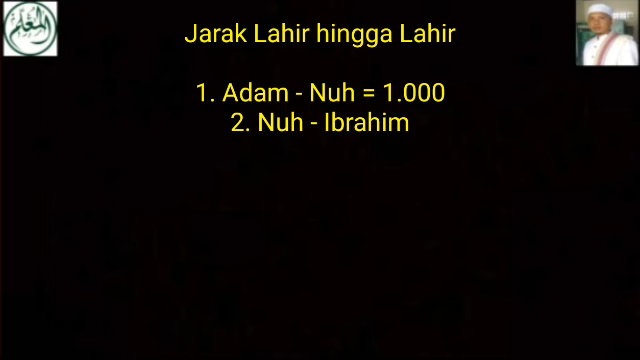 Jarak Lahir hingga Lahir
1. Adam - Nuh = 1.000
2. Nuh - Ibrahim